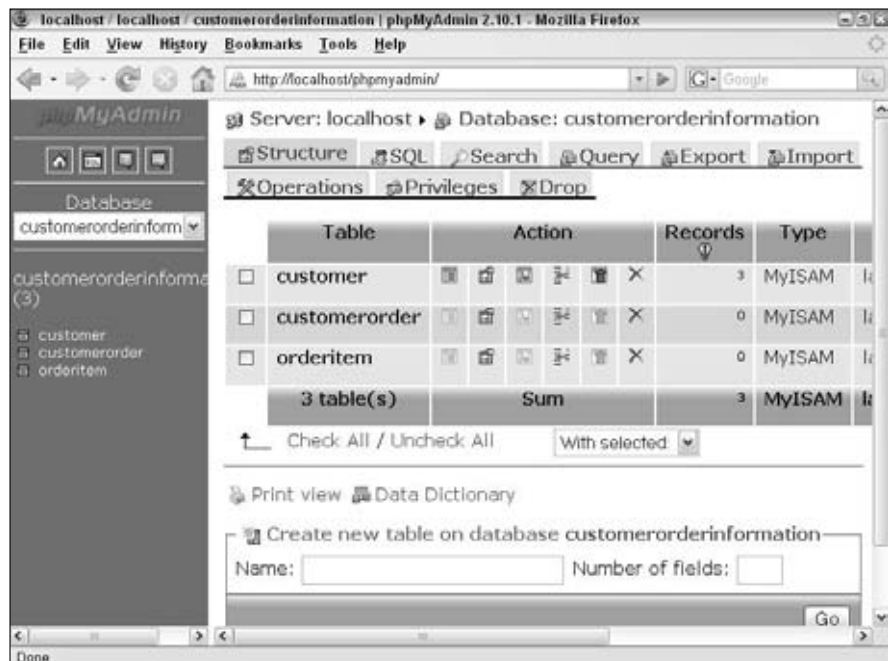 localhost / localhost / customerorderinformation | phpMyAdmin 2.10.1 - Mozilla Firefox
File Edit View History Bookmarks Tools Help
http://localhost/phpmyadmin/
G Google
phpMyAdmin
Database
customerorderinform
customerorderinforma
(3)
customer
customerorder
orderitem
Server: localhost Database: customerorderinformation
Structure SQL Search Query Export Import
Operations Privileges Drop
Table Action Records Type
customer 3 MyISAM la
customerorder 0 MyISAM la
orderitem 0 MyISAM la
3 table(s) Sum 3 MyISAM la
Check All / Uncheck All With selected:
Print view Data Dictionary
Create new table on database customerorderinformation
Name: Number of fields:
Go
Done